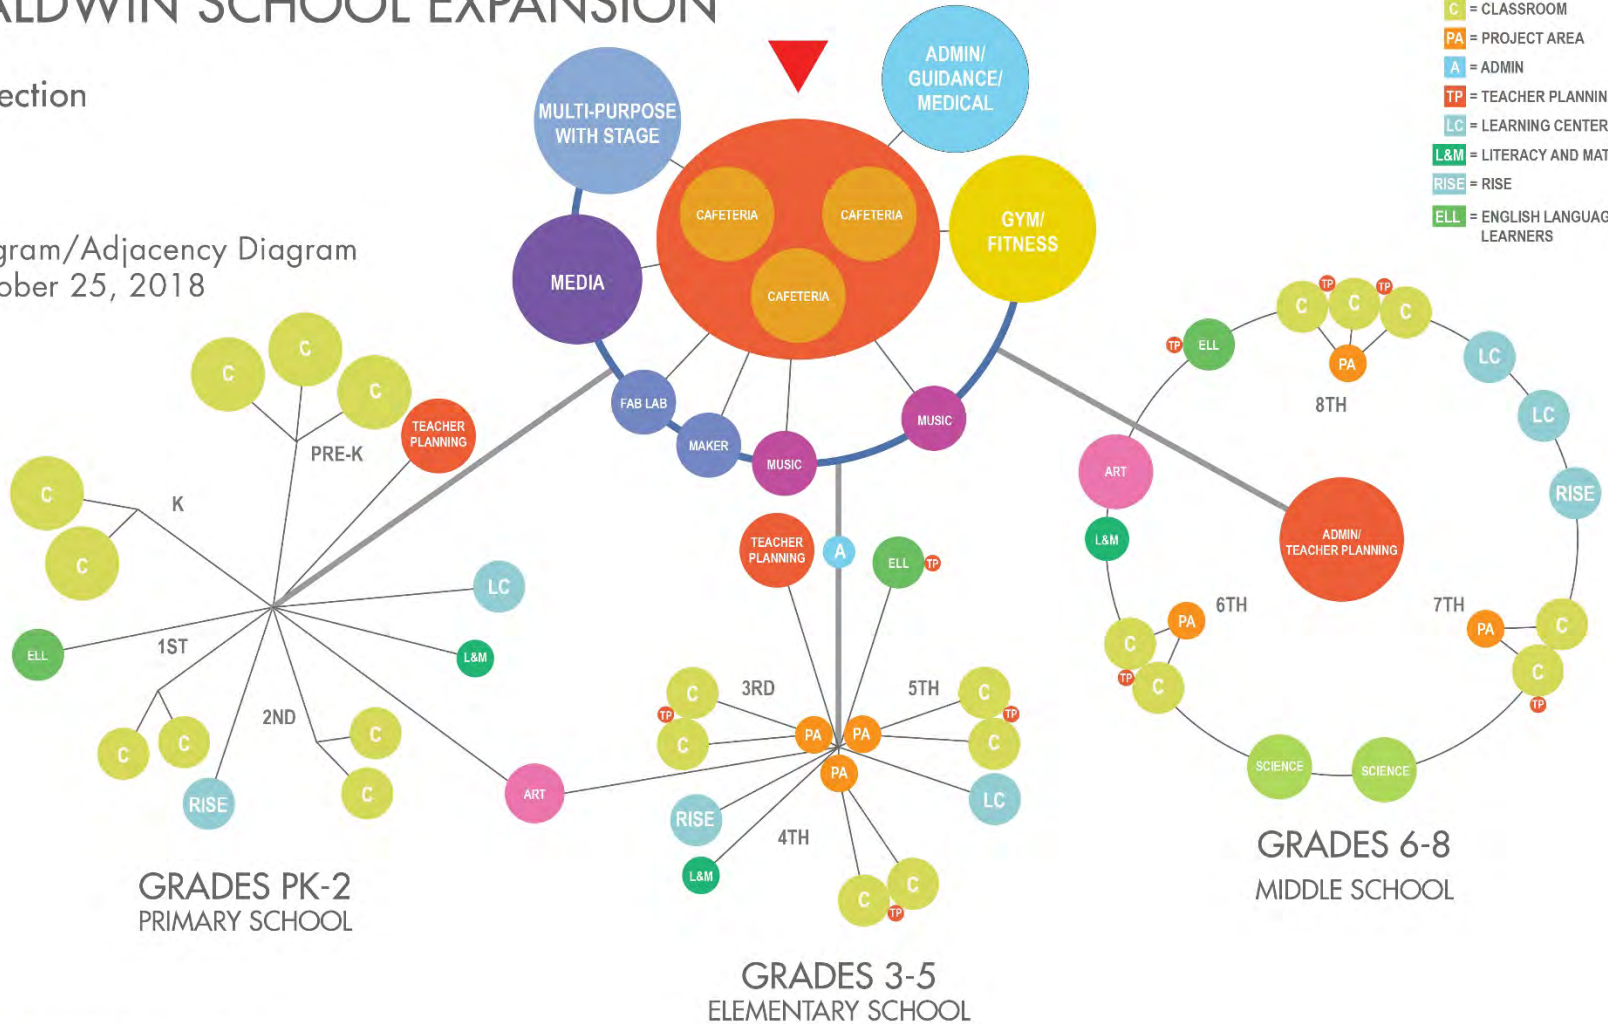 ALDWIN SCHOOL EXPANSION
ection
gram/Adjacency Diagram
ober 25, 2018
C = CLASSROOM
PA = PROJECT AREA
A = ADMIN
TP = TEACHER PLANNIN
LC = LEARNING CENTER
L&M = LITERACY AND MAT
RISE = RISE
ELL = ENGLISH LANGUAG
LEARNERS
MULTI-PURPOSE
WITH STAGE
ADMIN/
GUIDANCE/
MEDICAL
CAFETERIA
CAFETERIA
CAFETERIA
GYM/
FITNESS
MEDIA
FAB LAB
MAKER
MUSIC
MUSIC
C
C
C
PRE-K
TEACHER
PLANNING
C
C
K
LC
ELL
1ST
L&M
2ND
C
C
C
C
RISE
ART
GRADES PK-2
PRIMARY SCHOOL
TEACHER
PLANNING
A
ELL
TP
C
TP
C
3RD
5TH
C
TP
C
PA
PA
PA
RISE
LC
L&M
4TH
C
C
TP
GRADES 3-5
ELEMENTARY SCHOOL
TP
ELL
C
TP
C
TP
C
PA
8TH
LC
LC
RISE
ART
L&M
ADMIN/
TEACHER PLANNING
6TH
PA
C
TP
C
7TH
PA
C
C
TP
SCIENCE
SCIENCE
GRADES 6-8
MIDDLE SCHOOL